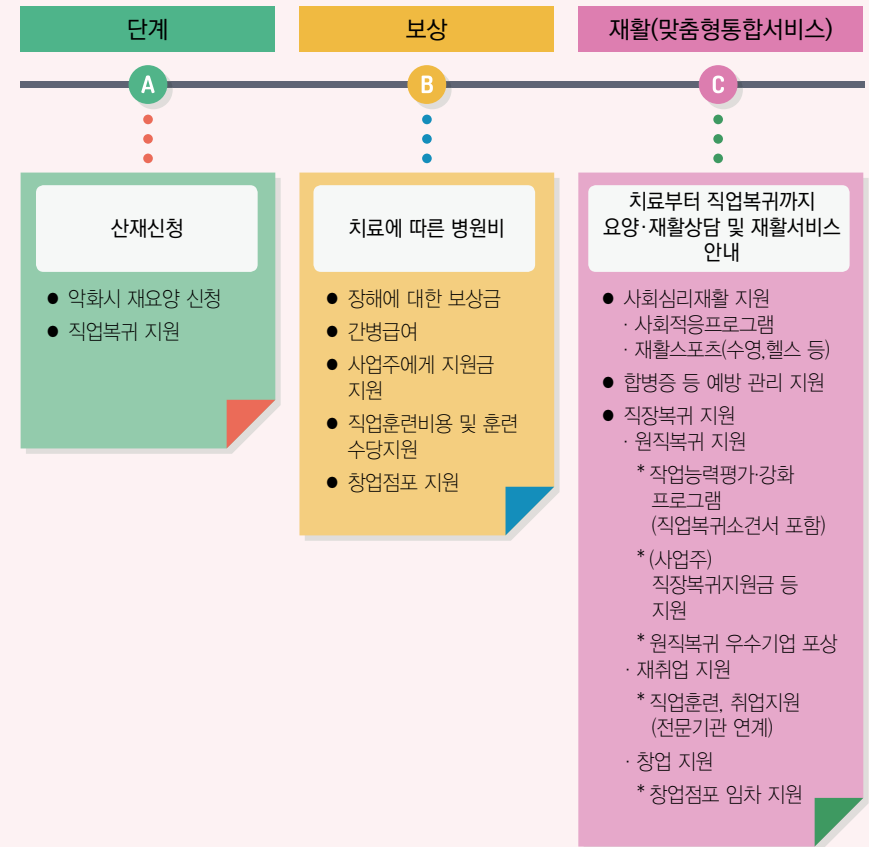 단계
보상
재활(맞춤형통합서비스)
A
B
C
산재신청
● 악화시 재요양 신청
● 직업복귀 지원
치료에 따른 병원비
● 장해에 대한 보상금
● 간병급여
● 사업주에게 지원금
지원
● 직업훈련비용 및 훈련
수당지원
● 창업점포 지원
치료부터 직업복귀까지
요양·재활상담 및 재활서비스
안내
● 사회심리재활 지원
· 사회적응프로그램
· 재활스포츠(수영,헬스 등)
● 합병증 등 예방 관리 지원
● 직장복귀 지원
· 원직복귀 지원
* 작업능력평가·강화
프로그램
(직업복귀소견서 포함)
* (사업주)
직장복귀지원금 등
지원
* 원직복귀 우수기업 포상
· 재취업 지원
* 직업훈련, 취업지원
(전문기관 연계)
· 창업 지원
* 창업점포 임차 지원